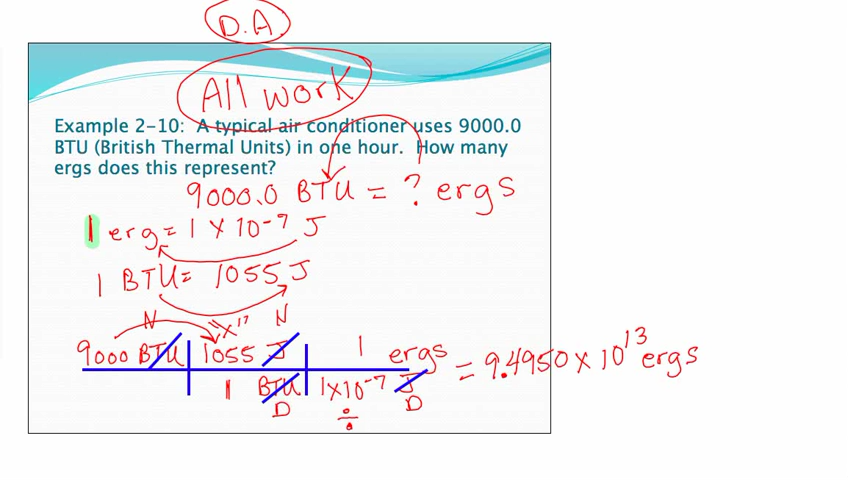 D.A.
All work
Example 2-10: A typical air conditioner uses 9000.0
BTU (British Thermal Units) in one hour. How many
ergs does this represent?
9000.0 BTU = ? ergs
1 erg = 1 X 10⁻⁷ J
1 BTU = 1055 J
N "X" N
9000 BTU 1055 J 1 ergs = 9.4950 x 10¹³ ergs
1 BTU 1x10⁻⁷ J
D ÷ D